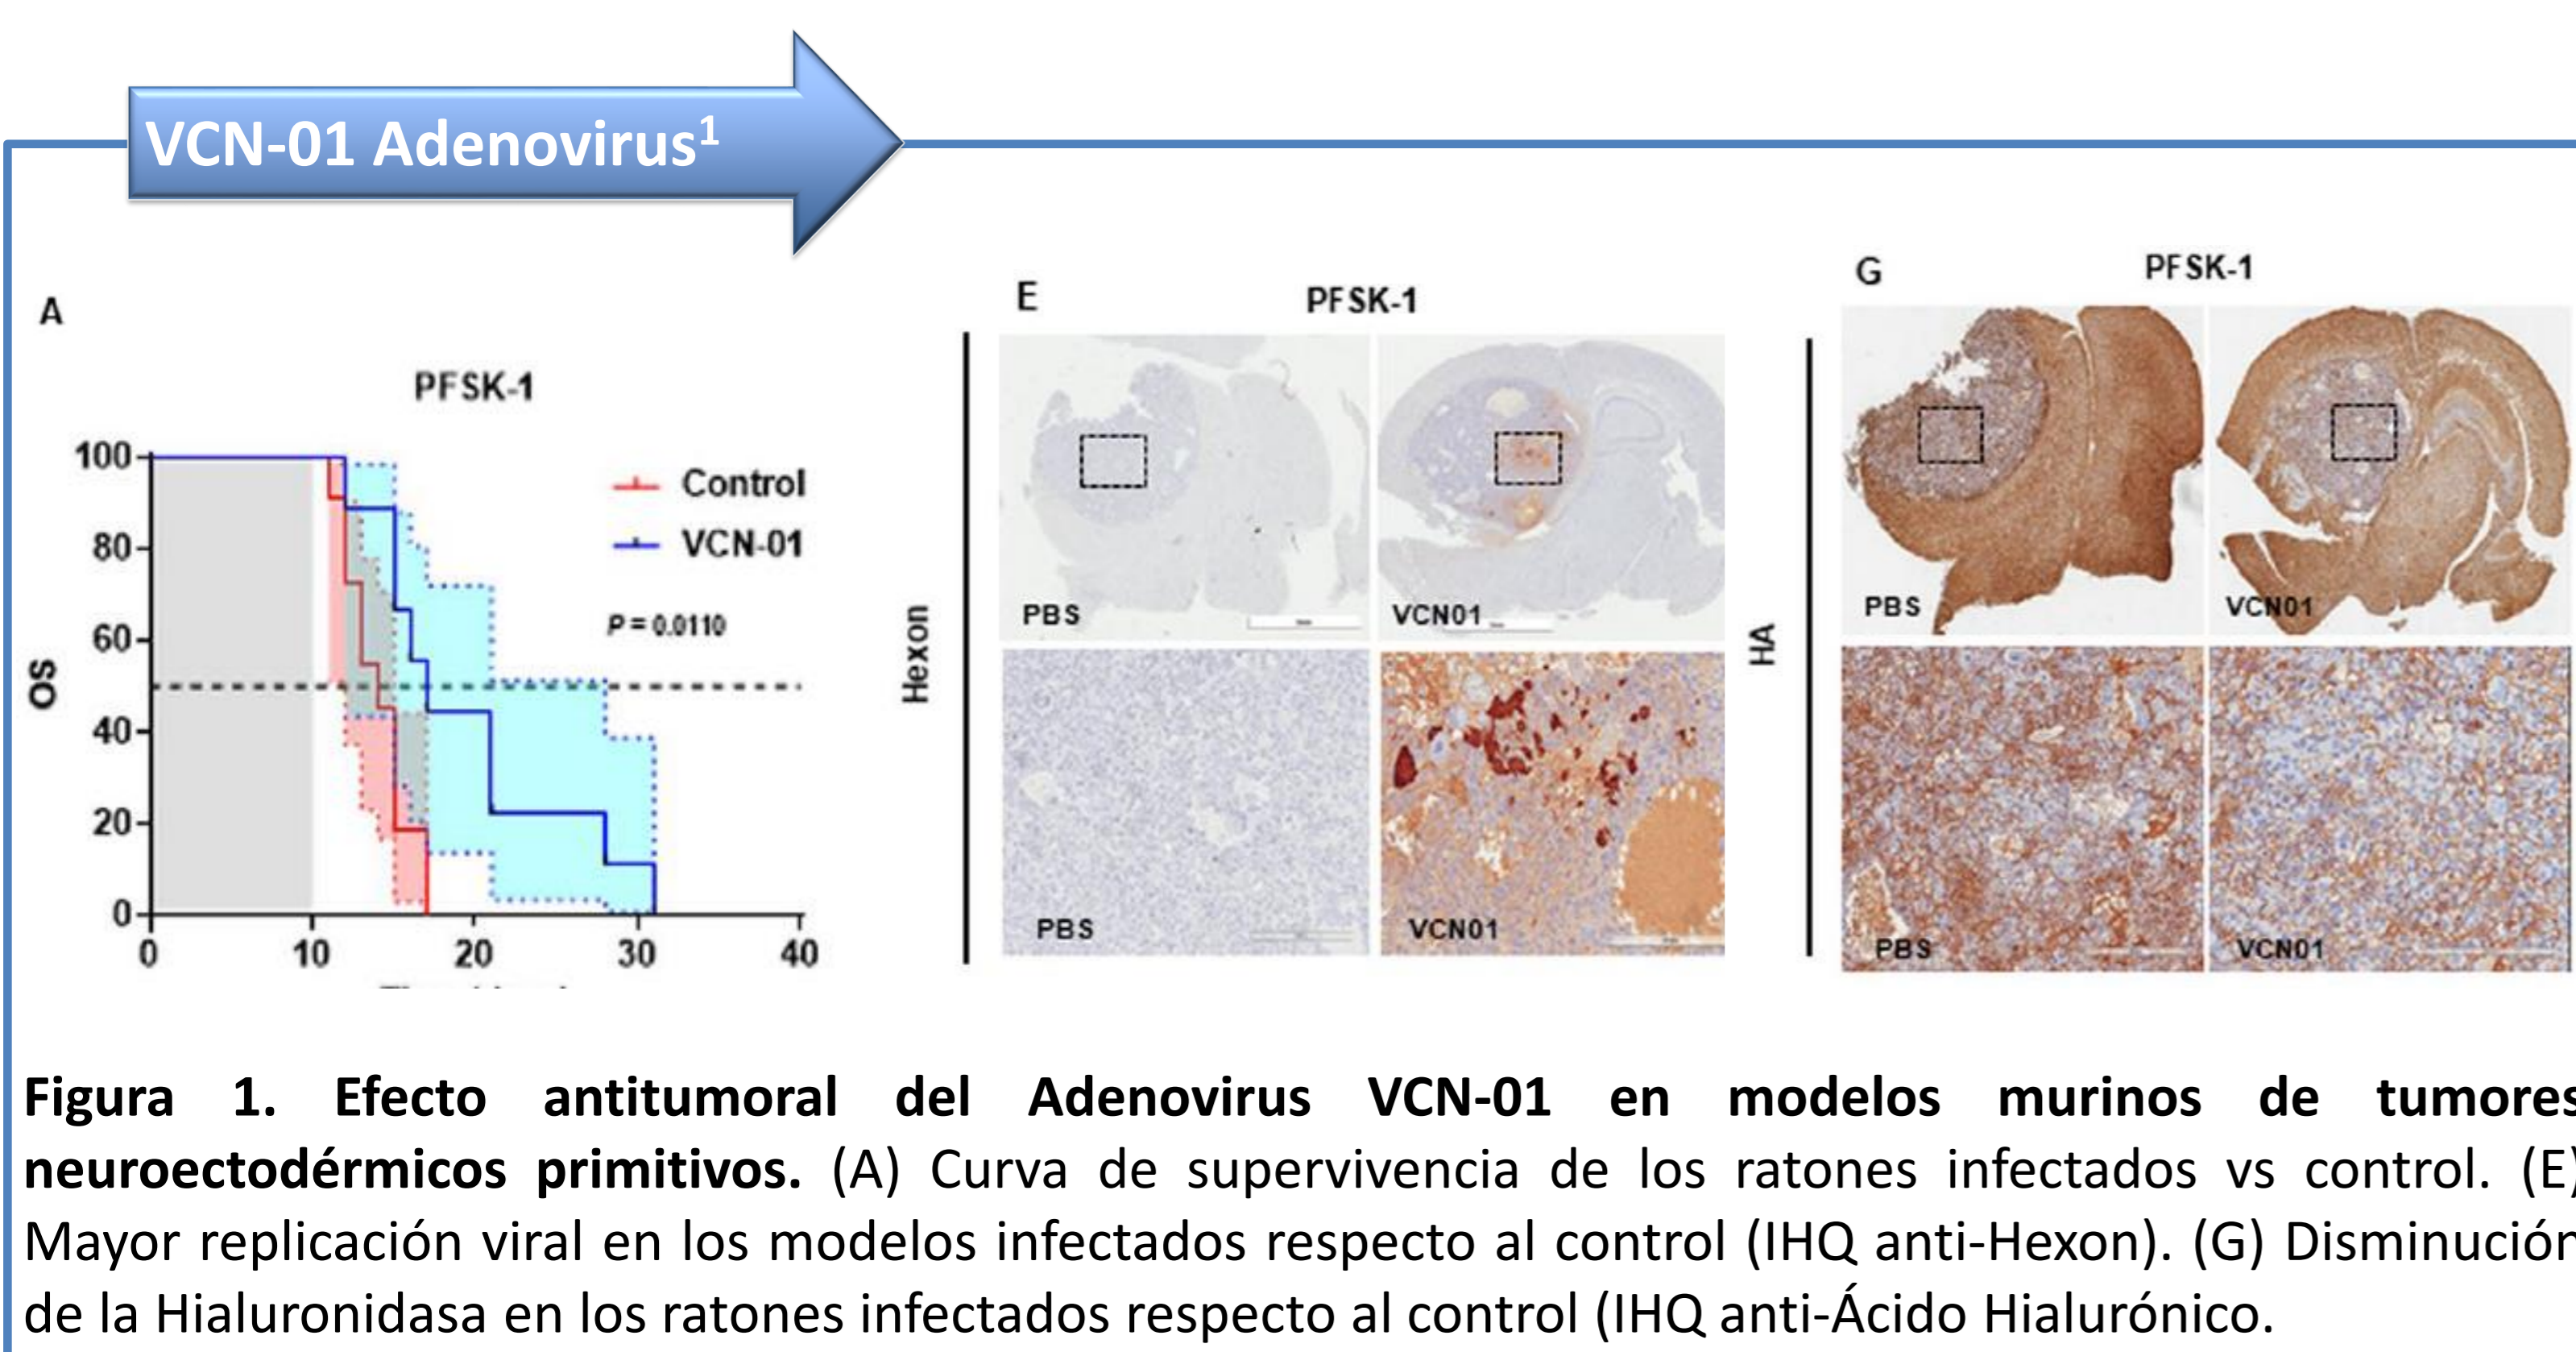 VCN-01 Adenovirus¹
A
PFSK-1
100
80
60
40
20
0
OS
0 10 20 30 40
Control
VCN-01
P = 0.0110
E
PFSK-1
Hexon
PBS
VCN01
PBS
VCN01
G
PFSK-1
HA
PBS
VCN01
PBS
VCN01
Figura 1. Efecto antitumoral del Adenovirus VCN-01 en modelos murinos de tumores
neuroectodérmicos primitivos. (A) Curva de supervivencia de los ratones infectados vs control. (E)
Mayor replicación viral en los modelos infectados respecto al control (IHQ anti-Hexon). (G) Disminución
de la Hialuronidasa en los ratones infectados respecto al control (IHQ anti-Ácido Hialurónico.